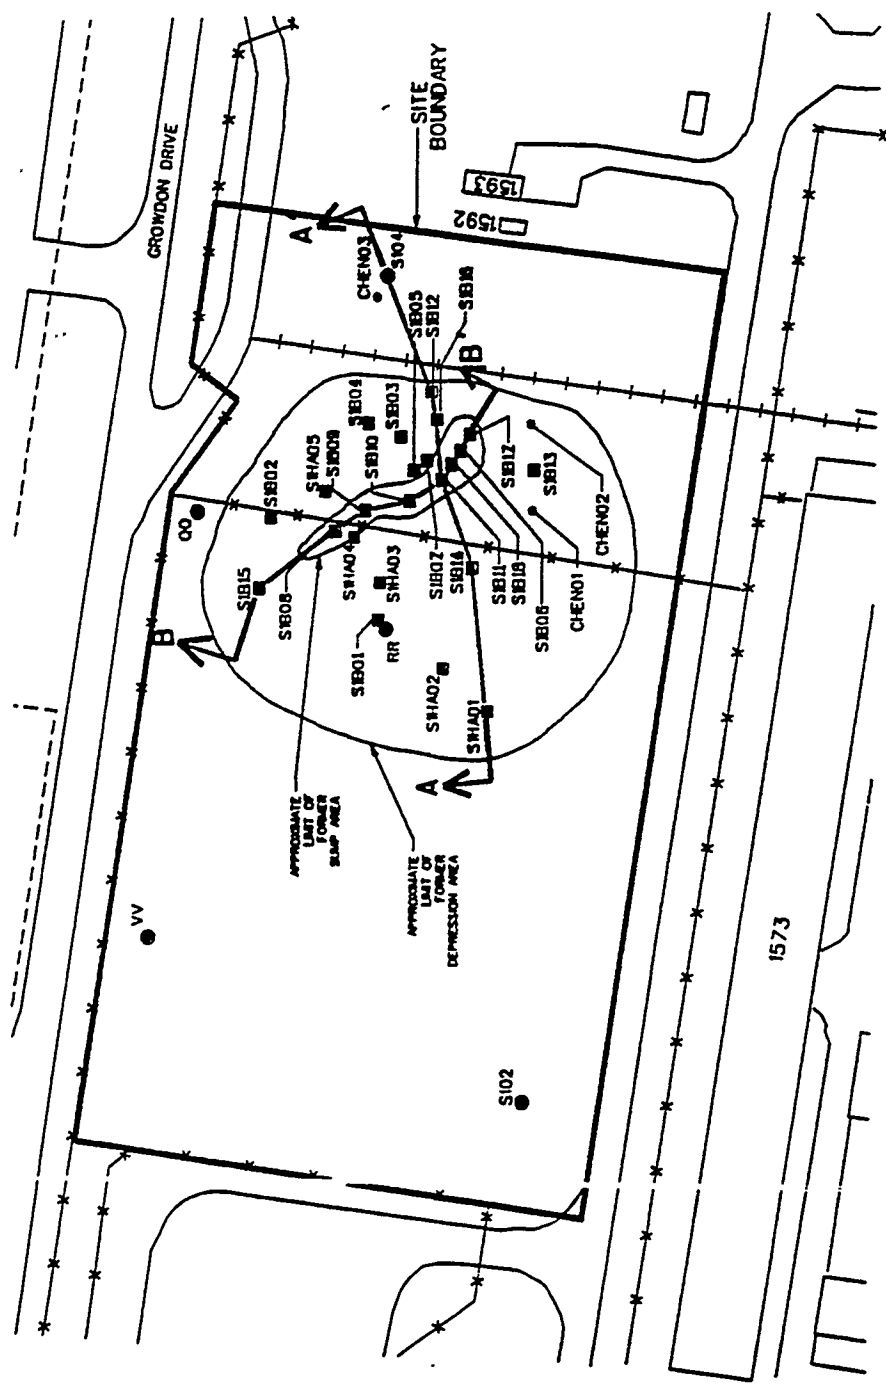 GROWDON DRIVE
SITE
BOUNDARY
1593
1592
A
CHEN03
S104
S1B05
S1B12
S1B16
B
S1B04
S1B03
S1HA05
S1B09
S1B10
S1B02
QO
S1B15
B
S1B08
S1HA04
S1HA03
S1B07
S1B14
S1B11
S1B18
S1B06
S1B17
S1B13
CHEN02
CHEN01
S1B01
RR
S1HA02
S1HA01
A
APPROXIMATE
LIMIT OF
FORMER
SUMP AREA
APPROXIMATE
LIMIT OF
FORMER
DEPRESSION AREA
VV
S102
1573